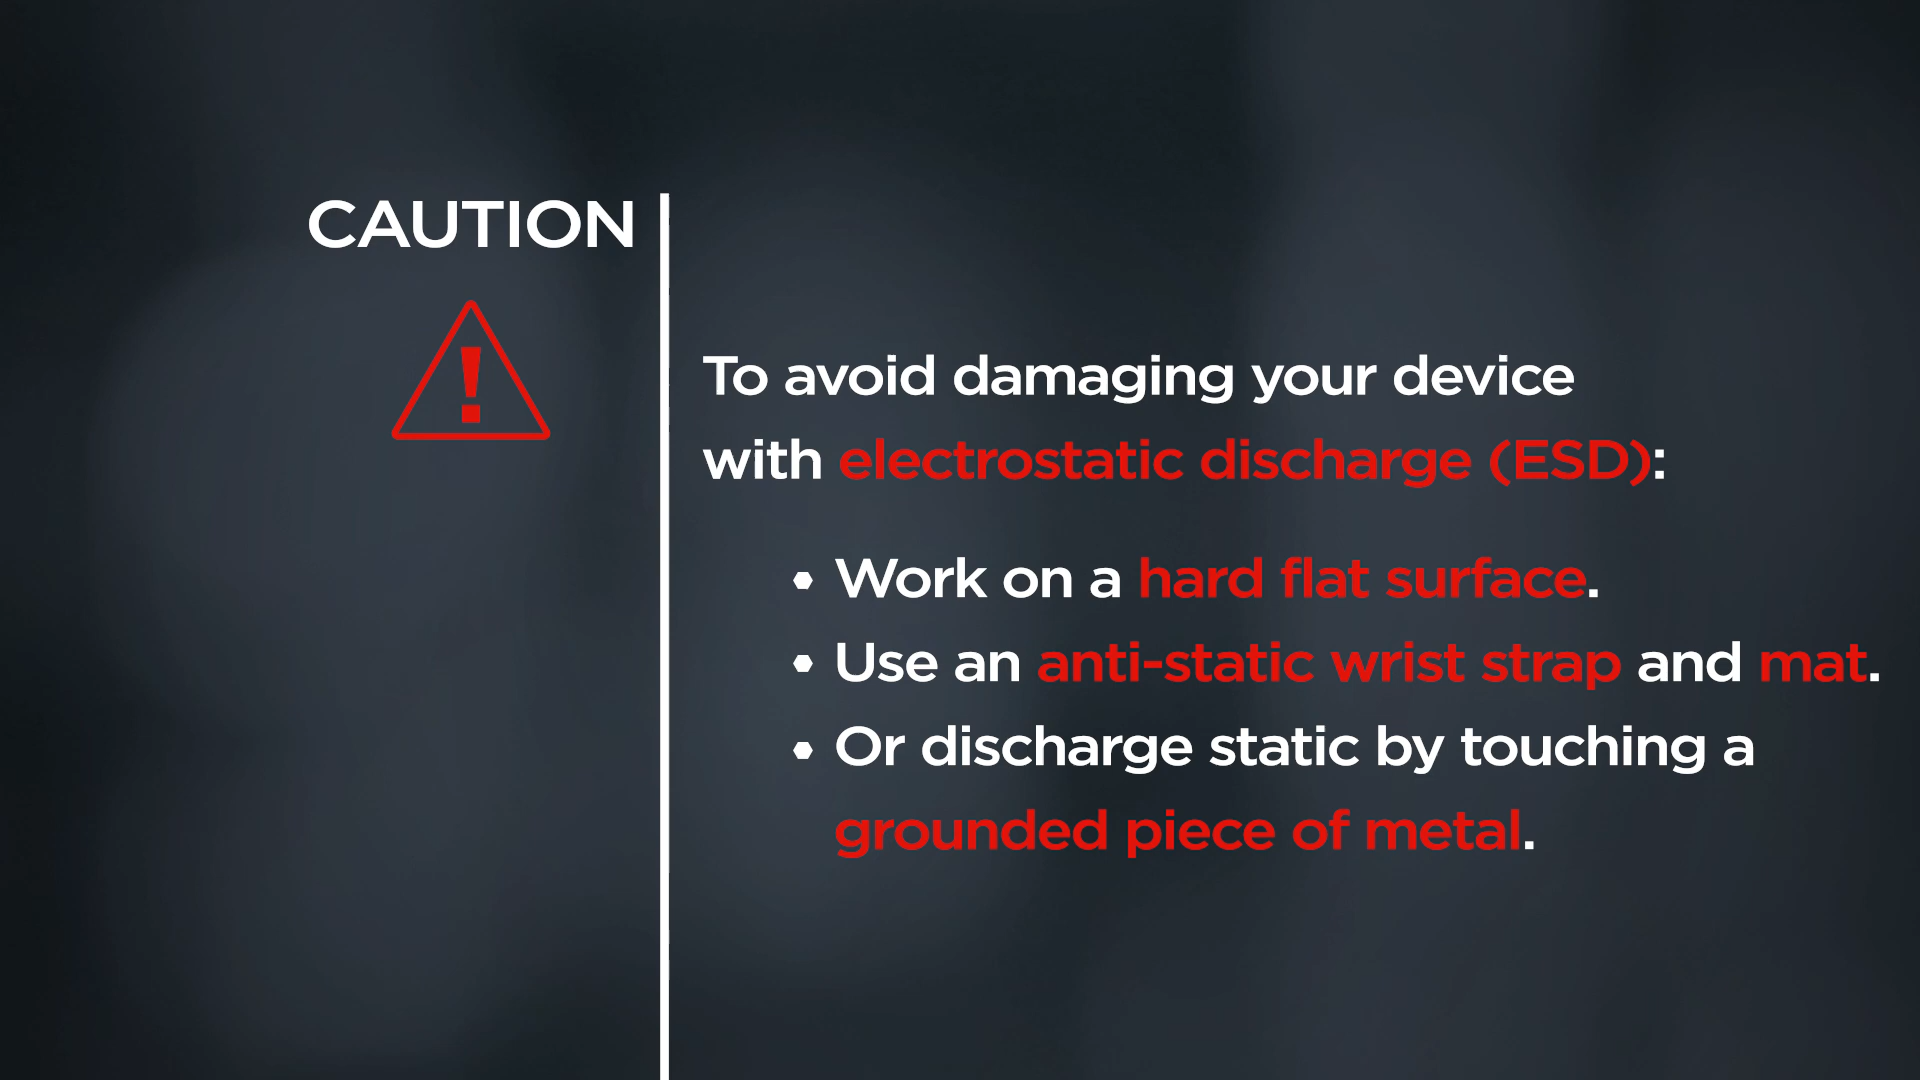 CAUTION
!
To avoid damaging your device
with electrostatic discharge (ESD):
• Work on a hard flat surface.
• Use an anti-static wrist strap and mat.
• Or discharge static by touching a
grounded piece of metal.